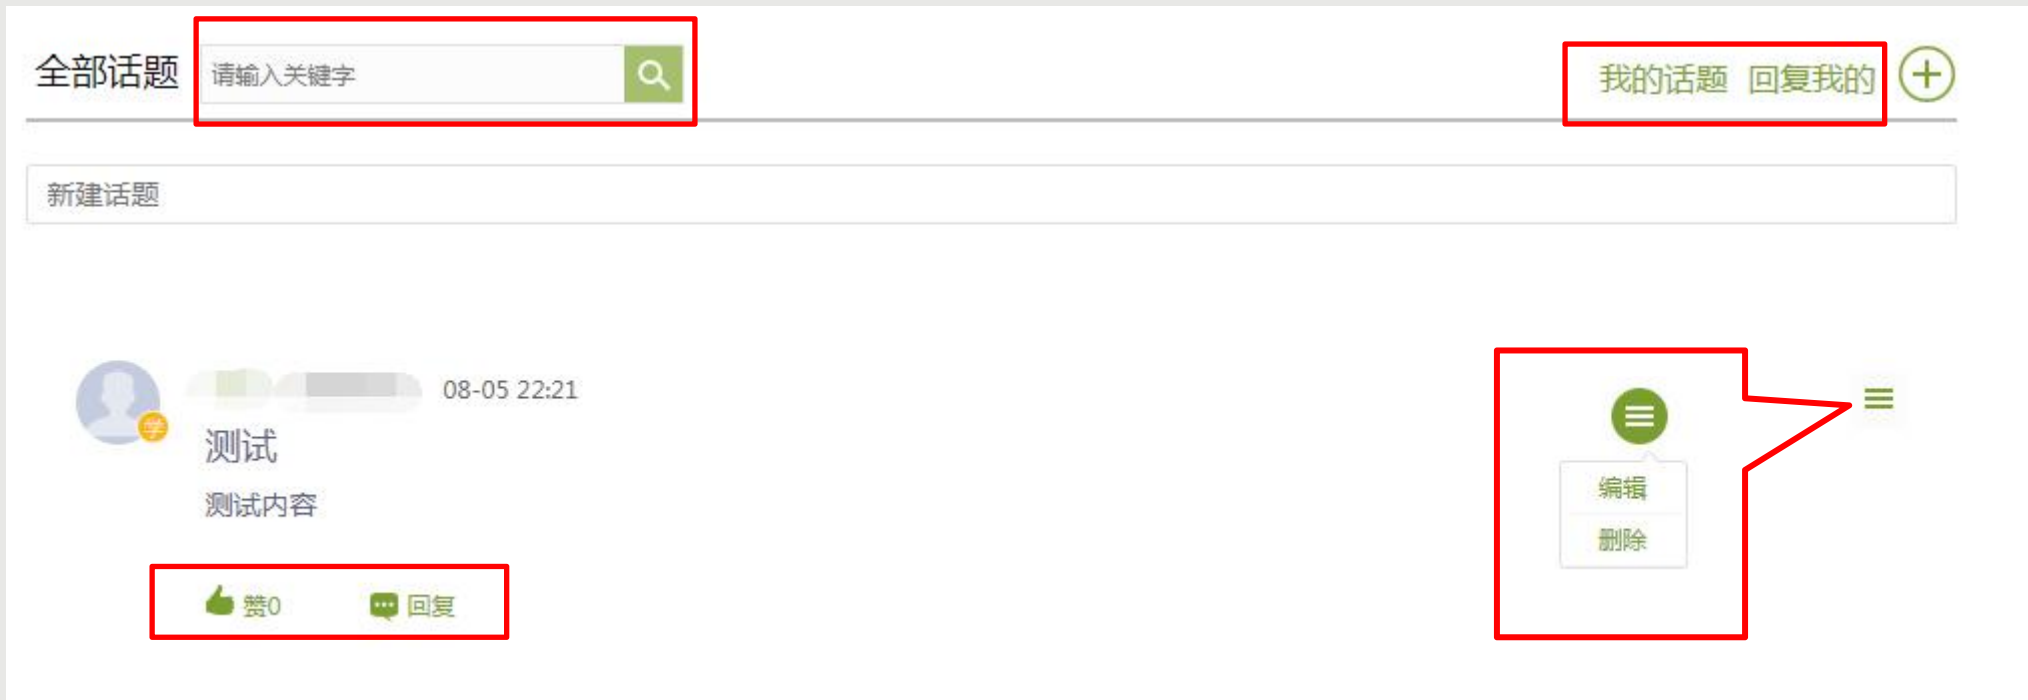 全部话题 请输入关键字 我的话题 回复我的
新建话题
08-05 22:21
学
测试
测试内容
编辑
删除
赞0 回复